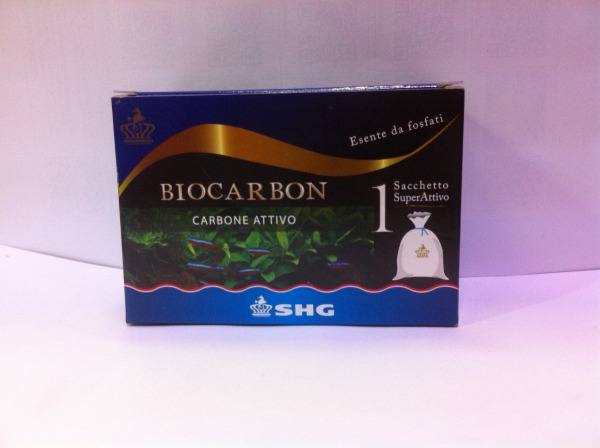 Esente da fosfati
BIOCARBON
CARBONE ATTIVO
1 Sacchetto
SuperAttivo
SHG